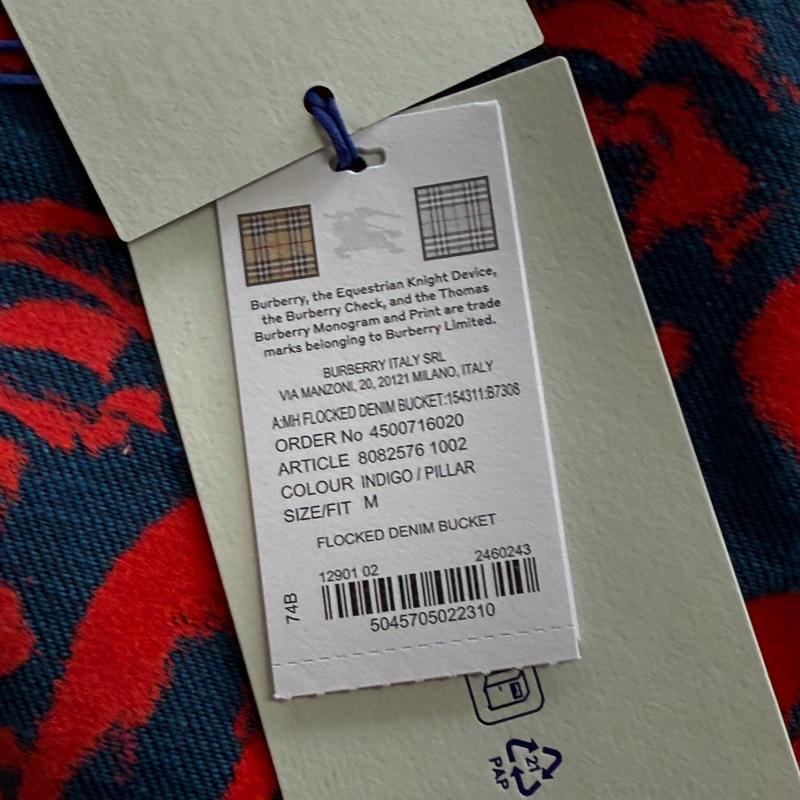 Burberry, the Equestrian Knight Device,
the Burberry Check, and the Thomas
Burberry Monogram and Print are trade
marks belonging to Burberry Limited.
BURBERRY ITALY SRL
VIA MANZONI, 20, 20121 MILANO, ITALY
A:MH FLOCKED DENIM BUCKET:154311:B7308
ORDER No 4500716020
ARTICLE 8082576 1002
COLOUR INDIGO / PILLAR
SIZE/FIT M
FLOCKED DENIM BUCKET
12901 02 2460243
74B
5045705022310
21
PAP